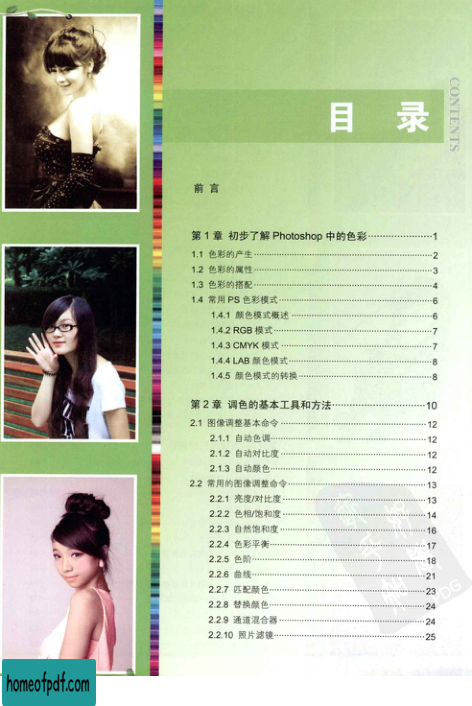 目 录
CONTENTS
前 言
第 1 章 初步了解 Photoshop 中的色彩························1
1.1 色彩的产生························2
1.2 色彩的属性························3
1.3 色彩的搭配························4
1.4 常用 PS 色彩模式························6
1.4.1 颜色模式概述························6
1.4.2 RGB 模式························7
1.4.3 CMYK 模式························7
1.4.4 LAB 颜色模式························8
1.4.5 颜色模式的转换························8
第 2 章 调色的基本工具和方法························10
2.1 图像调整基本命令························12
2.1.1 自动色调························12
2.1.2 自动对比度························12
2.1.3 自动颜色························12
2.2 常用的图像调整命令························13
2.2.1 亮度/对比度························13
2.2.2 色相/饱和度························14
2.2.3 自然饱和度························16
2.2.4 色彩平衡························17
2.2.5 色阶························18
2.2.6 曲线························21
2.2.7 匹配颜色························23
2.2.8 替换颜色························24
2.2.9 通道混合器························24
2.2.10 照片滤镜························25
homeofpdf.com